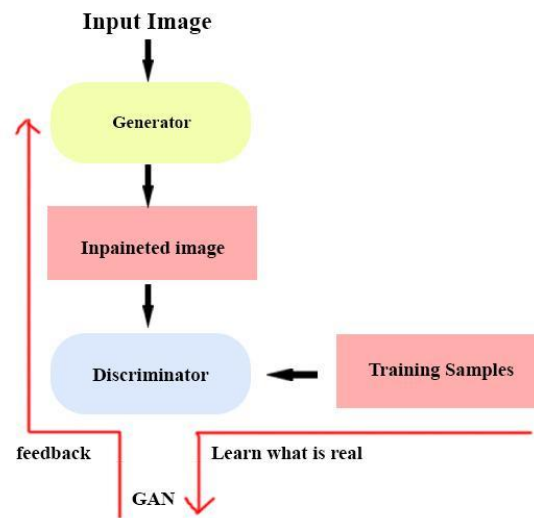 Input Image
Generator
Inpaineted image
Discriminator
Training Samples
feedback
Learn what is real
GAN